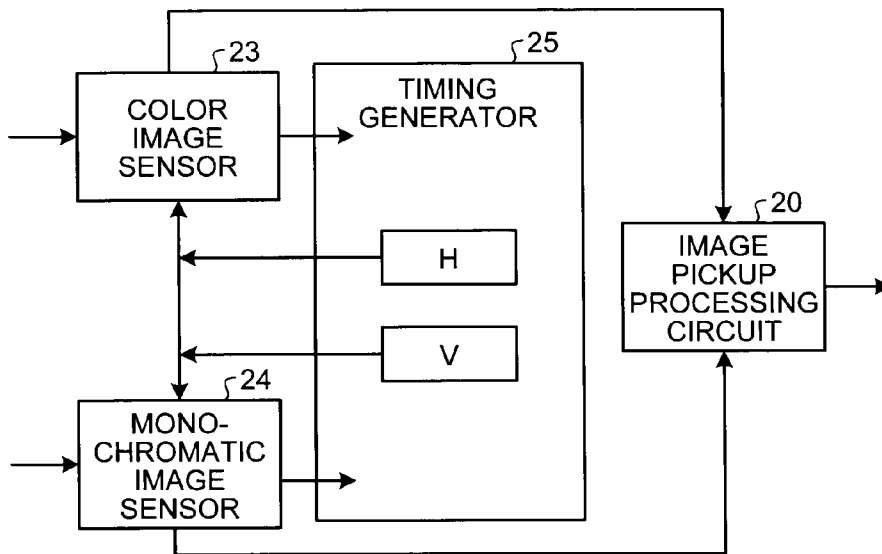 23
COLOR
IMAGE
SENSOR
25
TIMING
GENERATOR
H
V
20
IMAGE
PICKUP
PROCESSING
CIRCUIT
24
MONO-
CHROMATIC
IMAGE
SENSOR